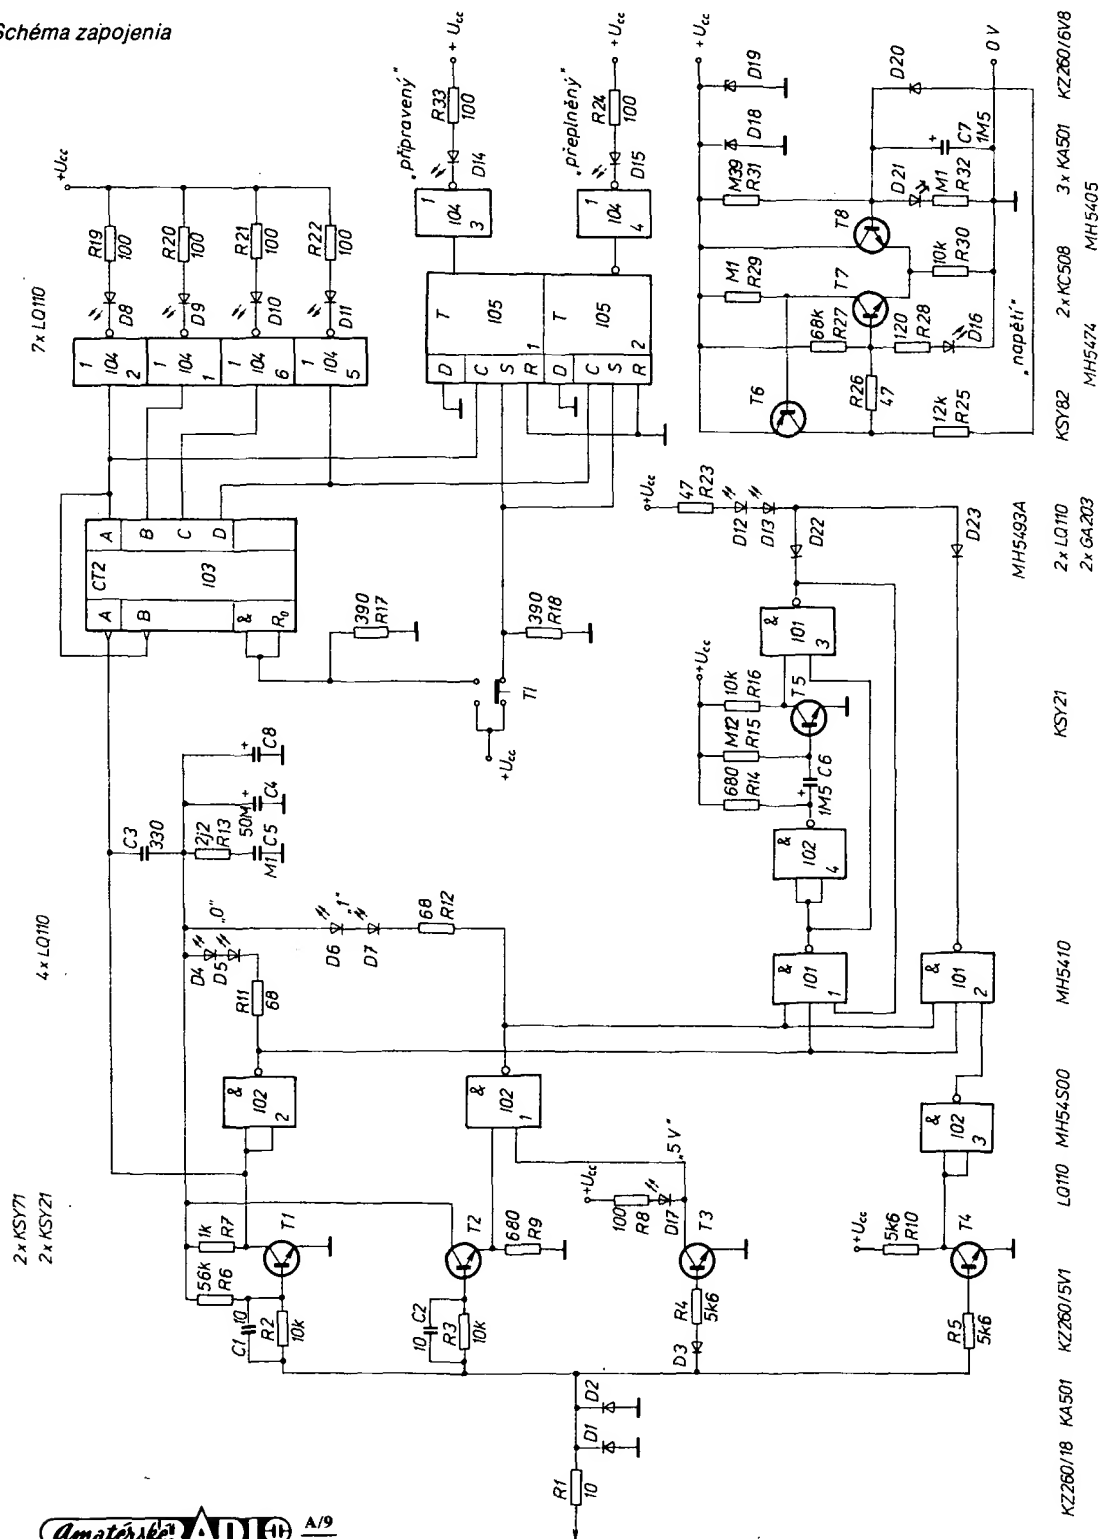 Schéma zapojenia
+Ucc
R19
100
D8
R20
100
D9
R21
100
D10
R22
100
D11
7x LQ110
1
104
2
1
104
1
1
104
6
1
104
5
"připravený"
+ Ucc
R33
100
D14
1
104
3
"přeplněný"
+ Ucc
R24
100
D15
1
104
4
T
105
1
T
105
2
D
C
S
R
D
C
S
R
A
B
C
D
CT2
103
A
B
&
R0
390
R17
390
R18
T1
+Ucc
+Ucc
D19
D18
M39
R31
M1
R29
68k
R27
T6
T7
T8
D20
C7
1M5
D21
M1
R32
10k
R30
120
R28
D16
R26
47
12k
R25
"napětí"
0 V
KZ260/6V8
3x KA501
MH5405
2x KC508
MH5474
KSY82
MH5493A
2x LQ110
2x GA203
KSY21
MH5410
MH54S00
LQ110
KZ260/5V1
KA501
KZ260/18
+Ucc
47
R23
D12
D13
D22
D23
&
101
3
+Ucc
10k
R16
M12
R15
680
R14
T5
C6
1M5
&
102
4
&
101
1
&
101
2
C3
330
C8
50M
C4
2j2
R13
M1
C5
"0"
D4
D5
R11
68
"1"
D6
D7
68
R12
4x LQ110
&
102
2
&
102
1
&
102
3
2x KSY71
2x KSY21
1k
R7
56k
R6
T1
C1
10
R2
10k
T2
680
R9
10
C2
R3
10k
+Ucc
100
R8
D17
"5V"
T3
R4
5k6
D3
+Ucc
5k6
R10
T4
R5
5k6
D2
D1
R1
10
Amatérské RADIO
A/9